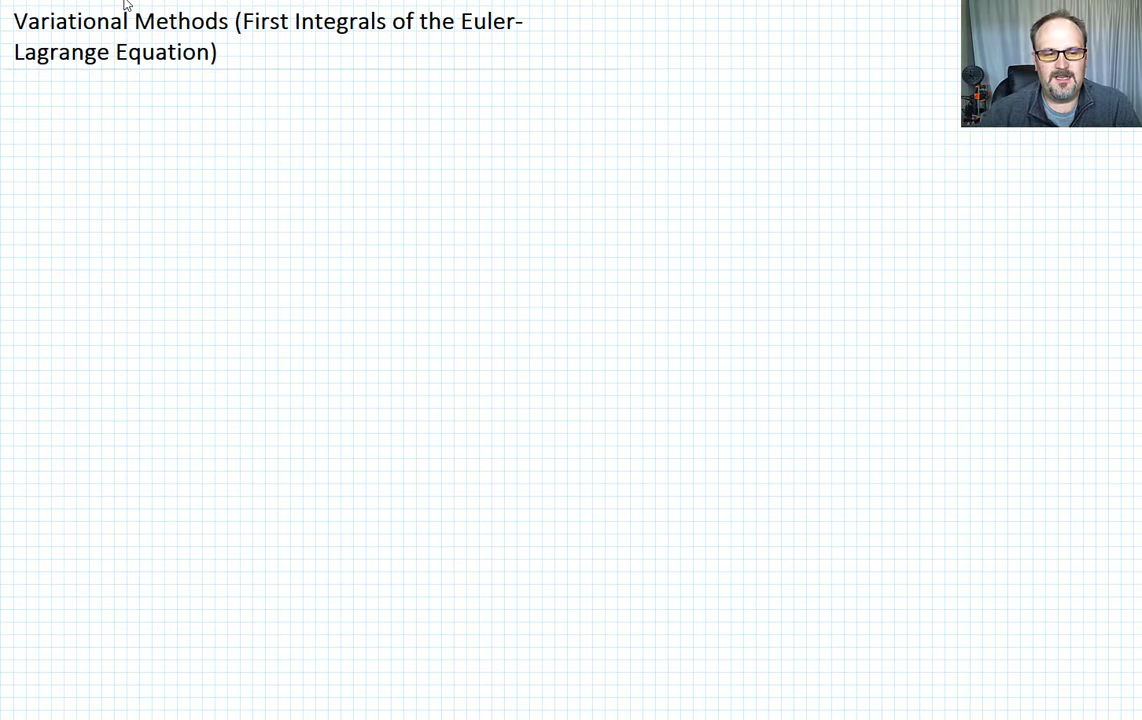 Variational Methods (First Integrals of the Euler-
Lagrange Equation)